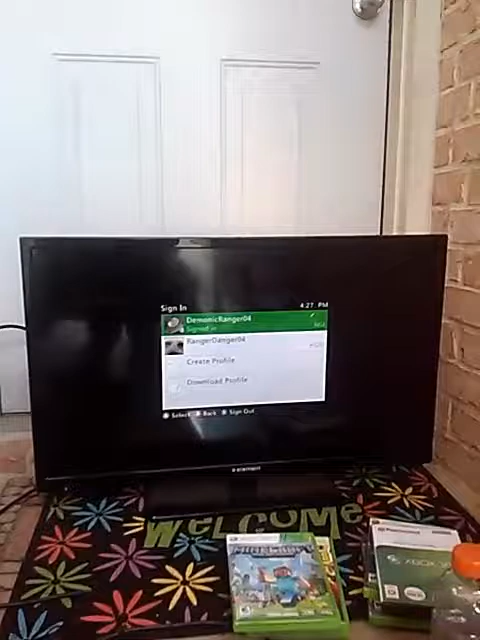 Sign In 4:27 PM
DemonicRanger04
Signed in
RangerDanger04
Create Profile
Download Profile
Select Back Sign Out
element
WELCOME
MINECRAFT
XBOX